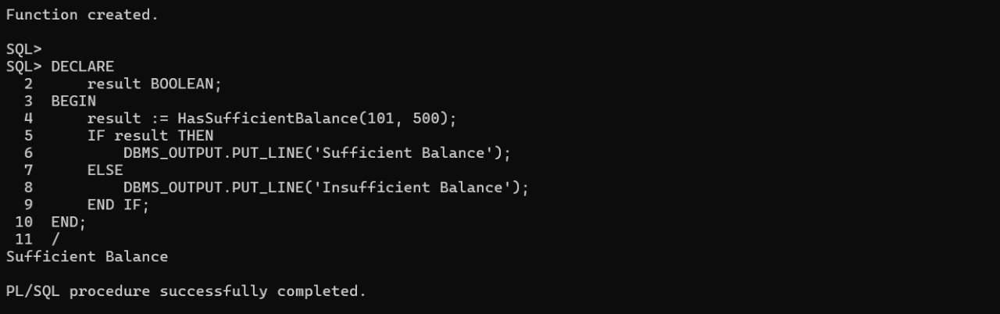 Function created.
SQL>
SQL> DECLARE
  2      result BOOLEAN;
  3  BEGIN
  4      result := HasSufficientBalance(101, 500);
  5      IF result THEN
  6          DBMS_OUTPUT.PUT_LINE('Sufficient Balance');
  7      ELSE
  8          DBMS_OUTPUT.PUT_LINE('Insufficient Balance');
  9      END IF;
 10  END;
 11  /
Sufficient Balance
PL/SQL procedure successfully completed.